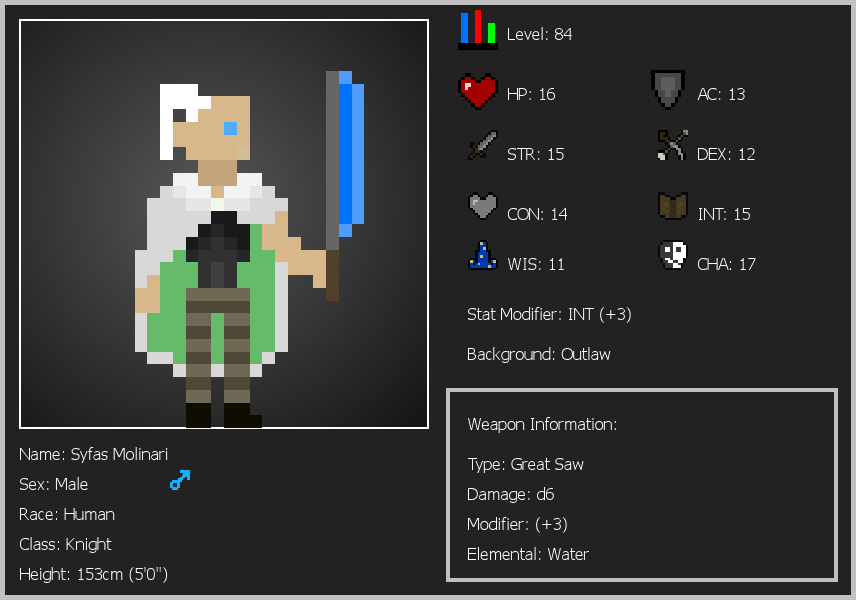 Level: 84
HP: 16
AC: 13
STR: 15
DEX: 12
CON: 14
INT: 15
WIS: 11
CHA: 17
Stat Modifier: INT (+3)
Background: Outlaw
Weapon Information:
Type: Great Saw
Damage: d6
Modifier: (+3)
Elemental: Water
Name: Syfas Molinari
Sex: Male
Race: Human
Class: Knight
Height: 153cm (5'0")